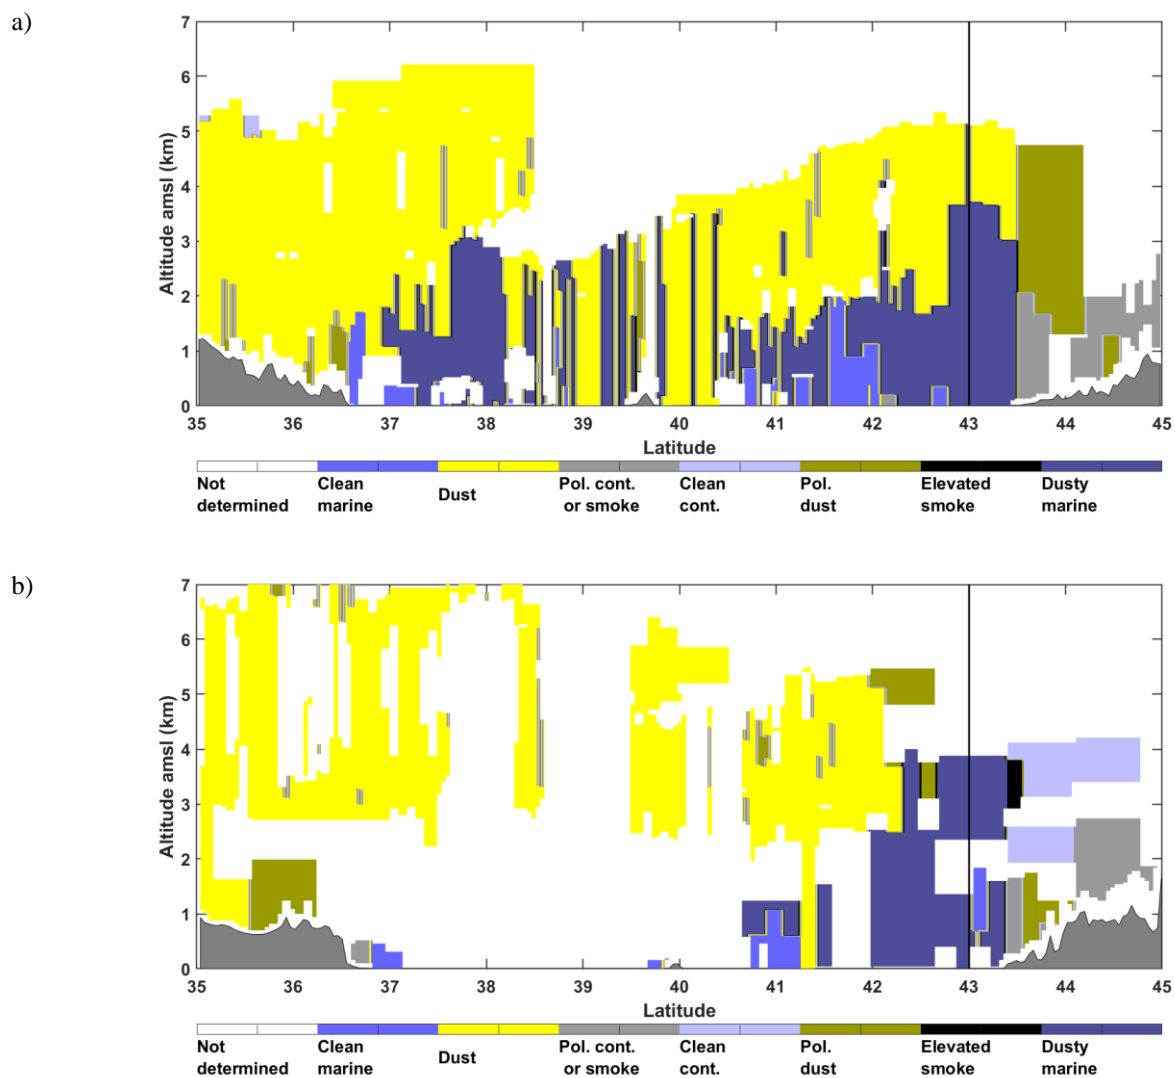 a)
7
6
5
4
3
2
1
0
Altitude amsl (km)
35 36 37 38 39 40 41 42 43 44 45
Latitude
Not determined
Clean marine
Dust
Pol. cont. or smoke
Clean cont.
Pol. dust
Elevated smoke
Dusty marine
b)
7
6
5
4
3
2
1
0
Altitude amsl (km)
35 36 37 38 39 40 41 42 43 44 45
Latitude
Not determined
Clean marine
Dust
Pol. cont. or smoke
Clean cont.
Pol. dust
Elevated smoke
Dusty marine